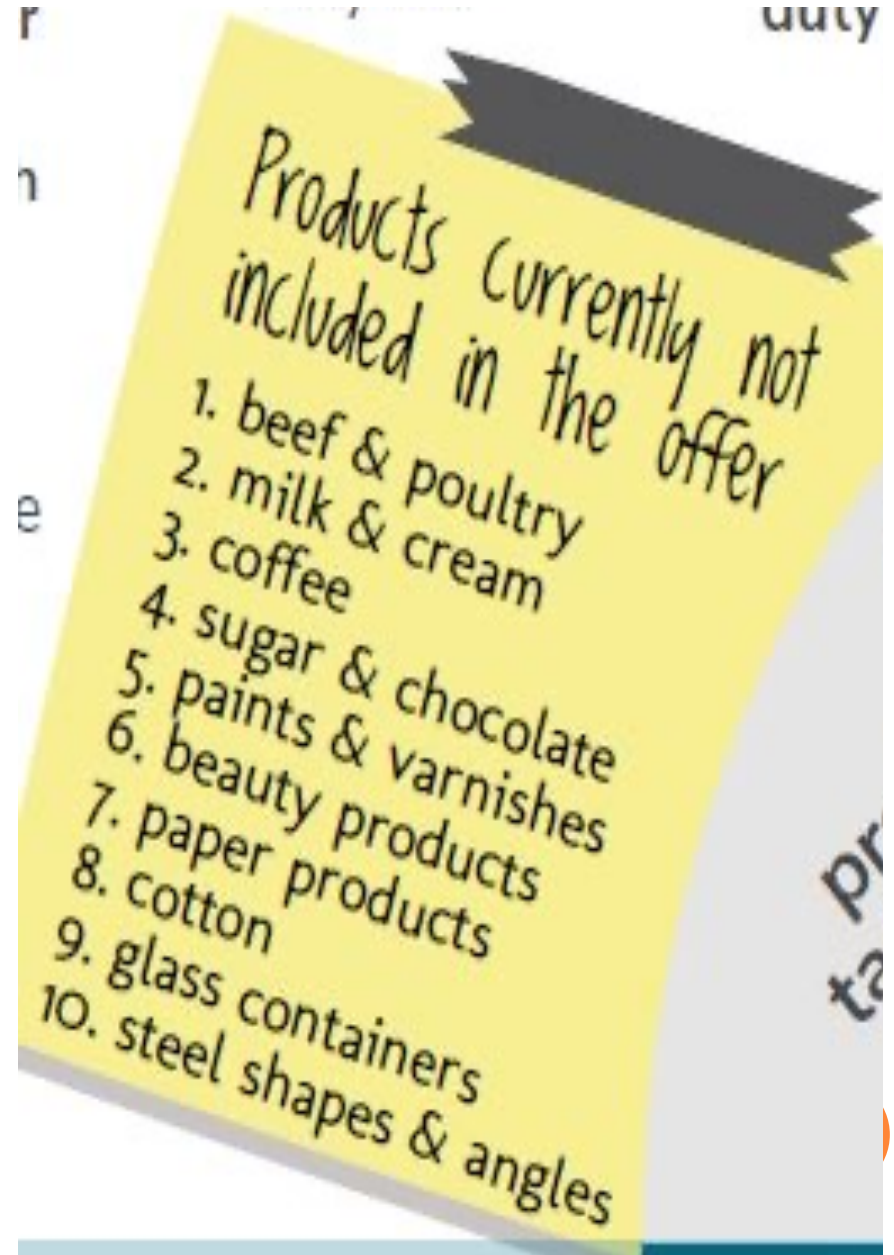 duty
Products currently not
included in the offer
1. beef & poultry
2. milk & cream
3. coffee
4. sugar & chocolate
5. paints & varnishes
6. beauty products
7. paper products
8. cotton
9. glass containers
10. steel shapes & angles